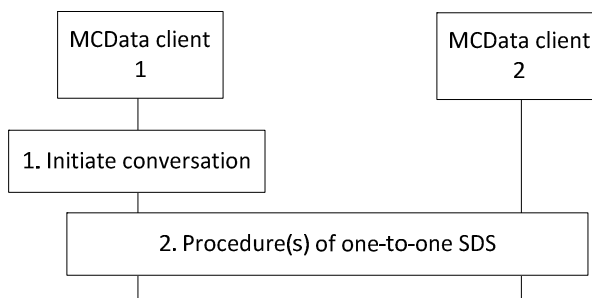 MCData client
1
MCData client
2
1. Initiate conversation
2. Procedure(s) of one-to-one SDS